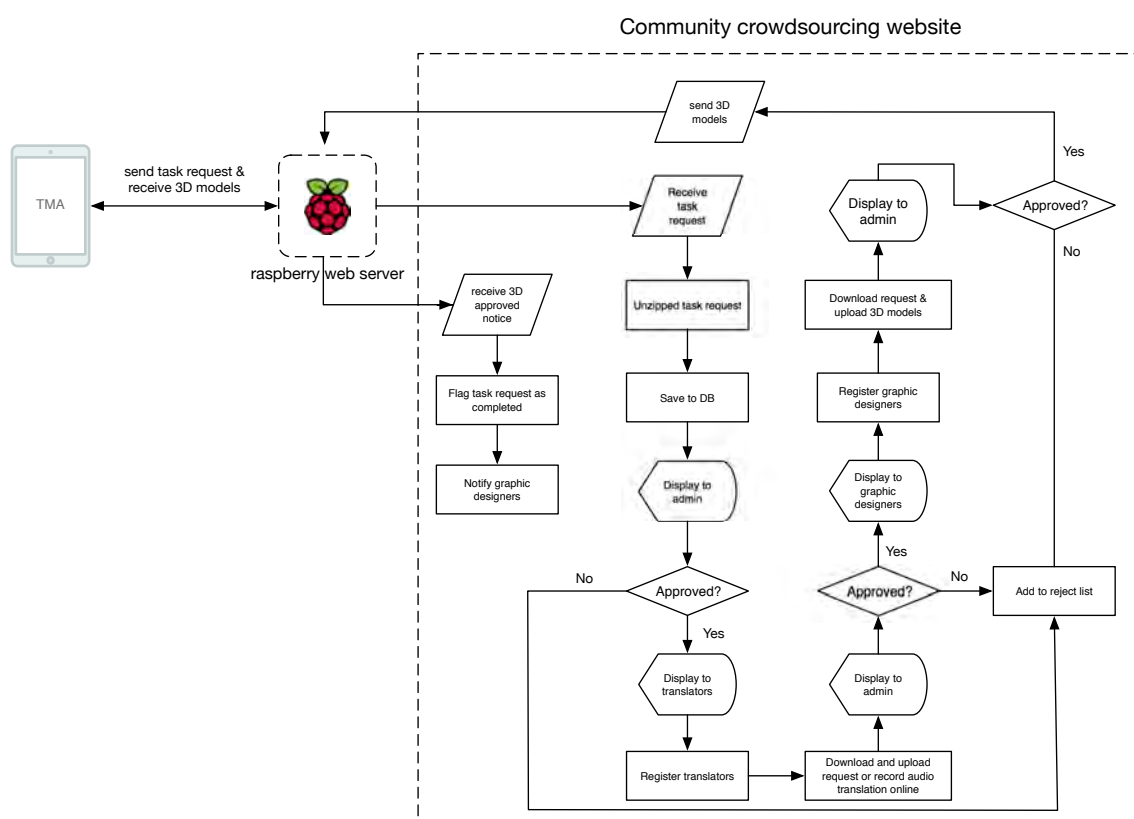 Community crowdsourcing website
send 3D
models
Yes
send task request &
receive 3D models
TMA
Receive
task
request
Display to
admin
Approved?
No
raspberry web server
receive 3D
approved
notice
Unzipped task request
Download request &
upload 3D models
Flag task request as
completed
Save to DB
Register graphic
designers
Notify graphic
designers
Display to
admin
Display to
graphic
designers
Yes
No
Approved?
Approved?
No
Add to reject list
Yes
Display to
translators
Display to
admin
Register translators
Download and upload
request or record audio
translation online